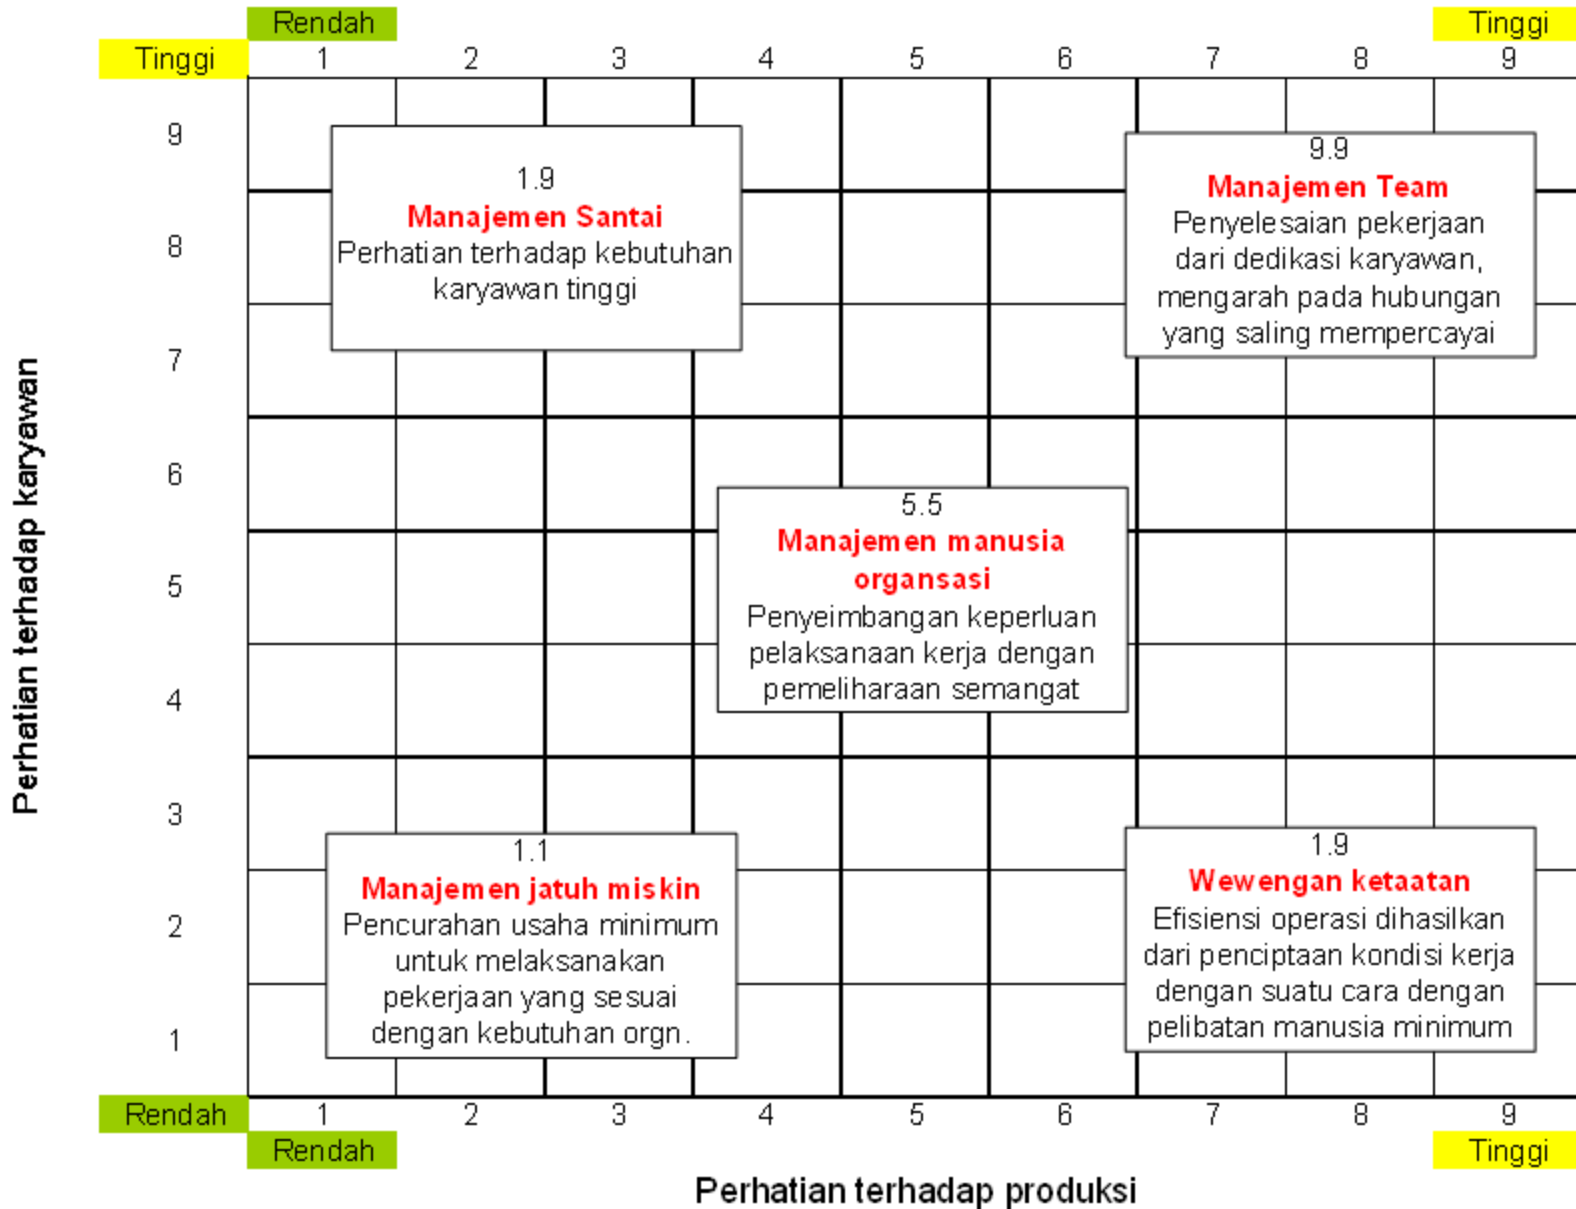 Rendah Tinggi
Tinggi 1 2 3 4 5 6 7 8 9
9
8
7
6
5
4
3
2
1
Perhatian terhadap karyawan
1.9
Manajemen Santai
Perhatian terhadap kebutuhan
karyawan tinggi
9.9
Manajemen Team
Penyelesaian pekerjaan
dari dedikasi karyawan,
mengarah pada hubungan
yang saling mempercayai
5.5
Manajemen manusia
organsasi
Penyeimbangan keperluan
pelaksanaan kerja dengan
pemeliharaan semangat
1.1
Manajemen jatuh miskin
Pencurahan usaha minimum
untuk melaksanakan
pekerjaan yang sesuai
dengan kebutuhan orgn.
1.9
Wewengan ketaatan
Efisiensi operasi dihasilkan
dari penciptaan kondisi kerja
dengan suatu cara dengan
pelibatan manusia minimum
Rendah 1 2 3 4 5 6 7 8 9
Rendah Tinggi
Perhatian terhadap produksi